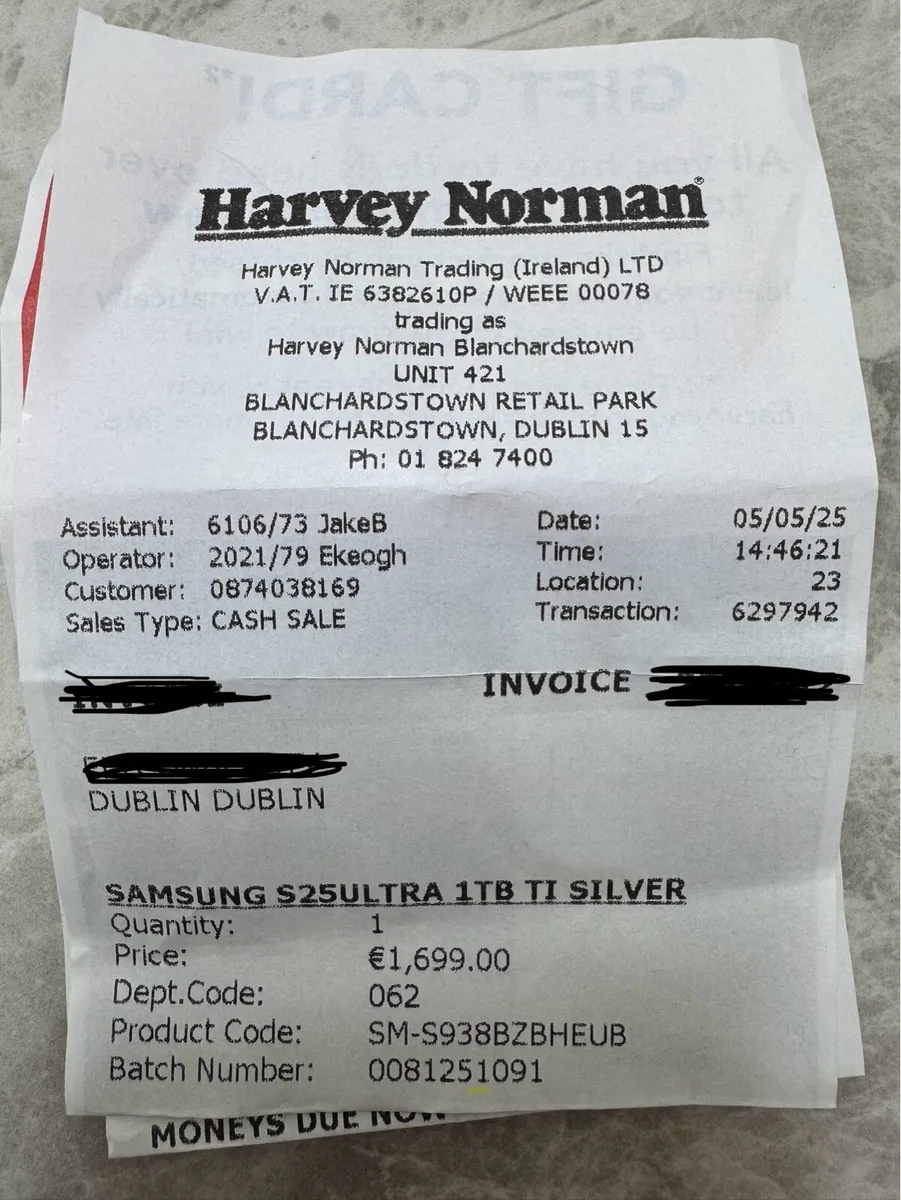 Harvey Norman®
Harvey Norman Trading (Ireland) LTD
V.A.T. IE 6382610P / WEEE 00078
trading as
Harvey Norman Blanchardstown
UNIT 421
BLANCHARDSTOWN RETAIL PARK
BLANCHARDSTOWN, DUBLIN 15
Ph: 01 824 7400
Assistant: 6106/73 JakeB Date: 05/05/25
Operator: 2021/79 Ekeogh Time: 14:46:21
Customer: 0874038169 Location: 23
Sales Type: CASH SALE Transaction: 6297942
INVOICE
DUBLIN DUBLIN
SAMSUNG S25ULTRA 1TB TI SILVER
Quantity: 1
Price: €1,699.00
Dept.Code: 062
Product Code: SM-S938BZBHEUB
Batch Number: 0081251091
MONEYS DUE NOW